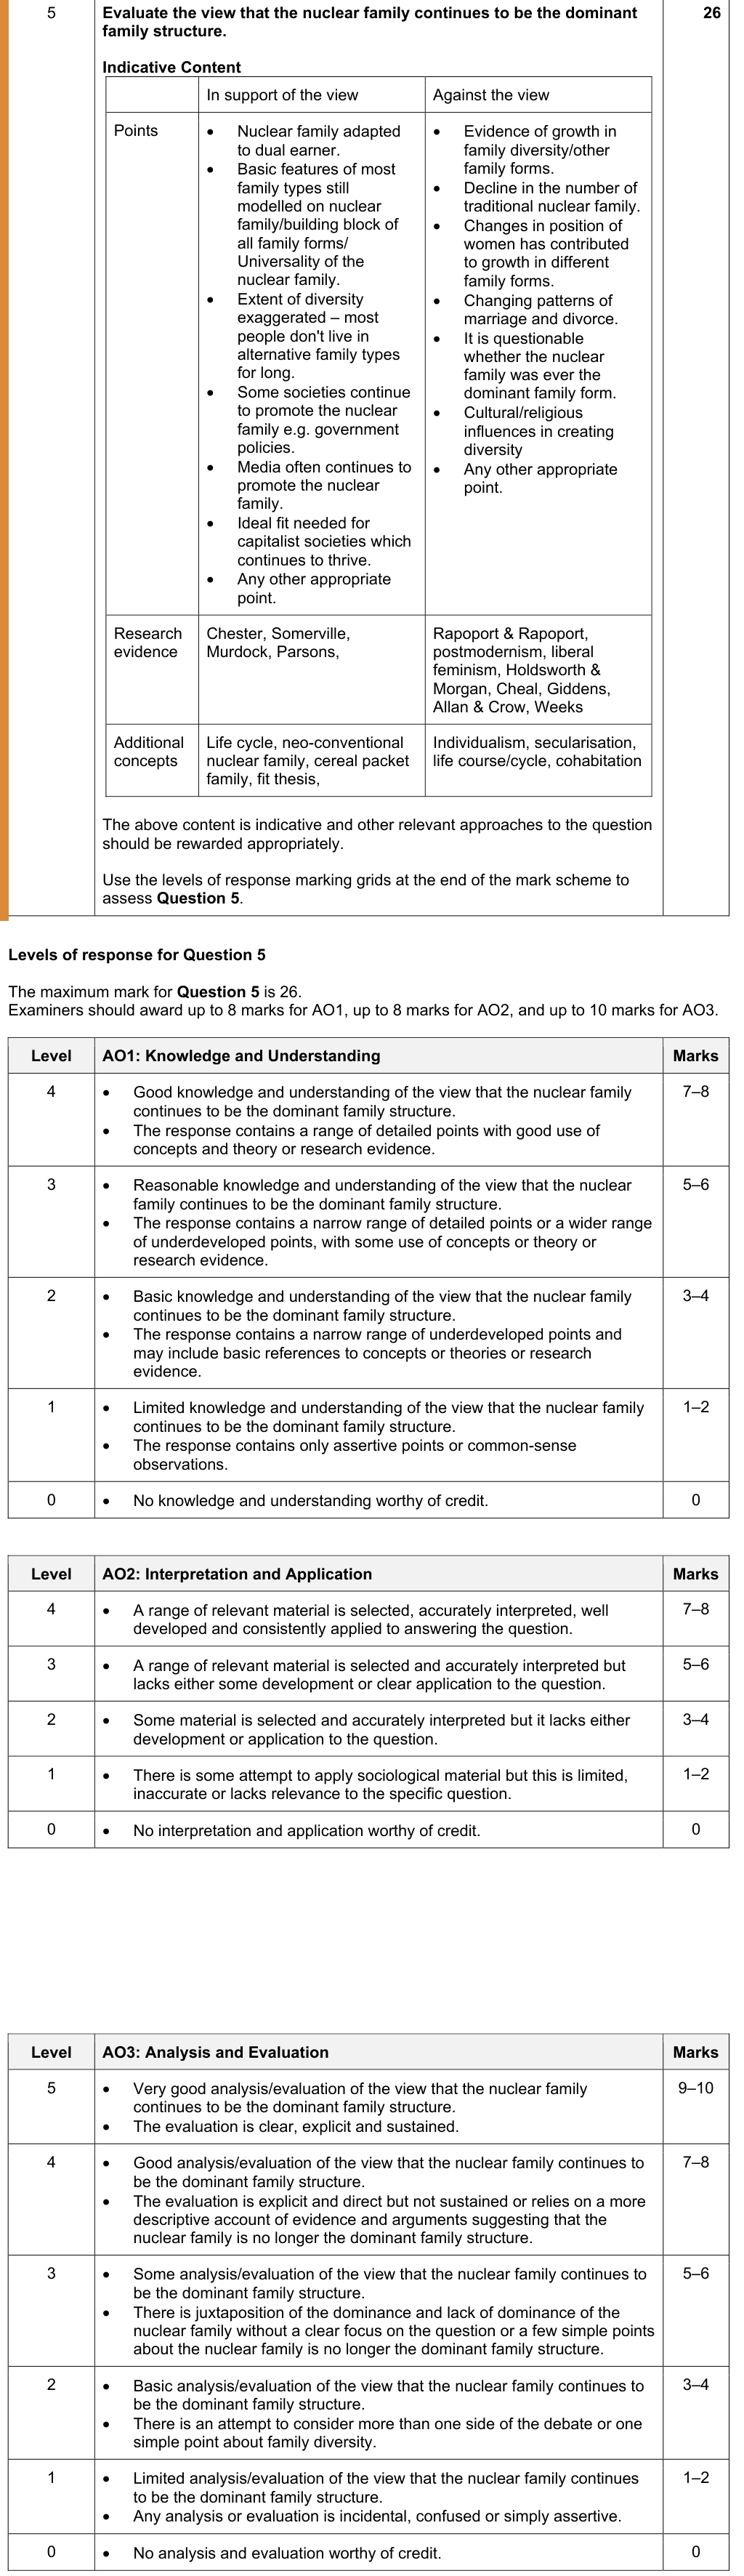 5
Evaluate the view that the nuclear family continues to be the dominant
family structure.
26
Indicative Content
In support of the view
Against the view
Points
• Nuclear family adapted
to dual earner.
• Basic features of most
family types still
modelled on nuclear
family/building block of
all family forms/
Universality of the
nuclear family.
• Extent of diversity
exaggerated – most
people don't live in
alternative family types
for long.
• Some societies continue
to promote the nuclear
family e.g. government
policies.
• Media often continues to
promote the nuclear
family.
• Ideal fit needed for
capitalist societies which
continues to thrive.
• Any other appropriate
point.
• Evidence of growth in
family diversity/other
family forms.
• Decline in the number of
traditional nuclear family.
• Changes in position of
women has contributed
to growth in different
family forms.
• Changing patterns of
marriage and divorce.
• It is questionable
whether the nuclear
family was ever the
dominant family form.
• Cultural/religious
influences in creating
diversity
• Any other appropriate
point.
Research
evidence
Chester, Somerville,
Murdock, Parsons,
Rapoport & Rapoport,
postmodernism, liberal
feminism, Holdsworth &
Morgan, Cheal, Giddens,
Allan & Crow, Weeks
Additional
concepts
Life cycle, neo-conventional
nuclear family, cereal packet
family, fit thesis,
Individualism, secularisation,
life course/cycle, cohabitation
The above content is indicative and other relevant approaches to the question
should be rewarded appropriately.
Use the levels of response marking grids at the end of the mark scheme to
assess Question 5.
Levels of response for Question 5
The maximum mark for Question 5 is 26.
Examiners should award up to 8 marks for AO1, up to 8 marks for AO2, and up to 10 marks for AO3.
Level
AO1: Knowledge and Understanding
Marks
4
• Good knowledge and understanding of the view that the nuclear family
continues to be the dominant family structure.
• The response contains a range of detailed points with good use of
concepts and theory or research evidence.
7–8
3
• Reasonable knowledge and understanding of the view that the nuclear
family continues to be the dominant family structure.
• The response contains a narrow range of detailed points or a wider range
of underdeveloped points, with some use of concepts or theory or
research evidence.
5–6
2
• Basic knowledge and understanding of the view that the nuclear family
continues to be the dominant family structure.
• The response contains a narrow range of underdeveloped points and
may include basic references to concepts or theories or research
evidence.
3–4
1
• Limited knowledge and understanding of the view that the nuclear family
continues to be the dominant family structure.
• The response contains only assertive points or common-sense
observations.
1–2
0
• No knowledge and understanding worthy of credit.
0
Level
AO2: Interpretation and Application
Marks
4
• A range of relevant material is selected, accurately interpreted, well
developed and consistently applied to answering the question.
7–8
3
• A range of relevant material is selected and accurately interpreted but
lacks either some development or clear application to the question.
5–6
2
• Some material is selected and accurately interpreted but it lacks either
development or application to the question.
3–4
1
• There is some attempt to apply sociological material but this is limited,
inaccurate or lacks relevance to the specific question.
1–2
0
• No interpretation and application worthy of credit.
0
Level
AO3: Analysis and Evaluation
Marks
5
• Very good analysis/evaluation of the view that the nuclear family
continues to be the dominant family structure.
• The evaluation is clear, explicit and sustained.
9–10
4
• Good analysis/evaluation of the view that the nuclear family continues to
be the dominant family structure.
• The evaluation is explicit and direct but not sustained or relies on a more
descriptive account of evidence and arguments suggesting that the
nuclear family is no longer the dominant family structure.
7–8
3
• Some analysis/evaluation of the view that the nuclear family continues to
be the dominant family structure.
• There is juxtaposition of the dominance and lack of dominance of the
nuclear family without a clear focus on the question or a few simple points
about the nuclear family is no longer the dominant family structure.
5–6
2
• Basic analysis/evaluation of the view that the nuclear family continues to
be the dominant family structure.
• There is an attempt to consider more than one side of the debate or one
simple point about family diversity.
3–4
1
• Limited analysis/evaluation of the view that the nuclear family continues
to be the dominant family structure.
• Any analysis or evaluation is incidental, confused or simply assertive.
1–2
0
• No analysis and evaluation worthy of credit.
0